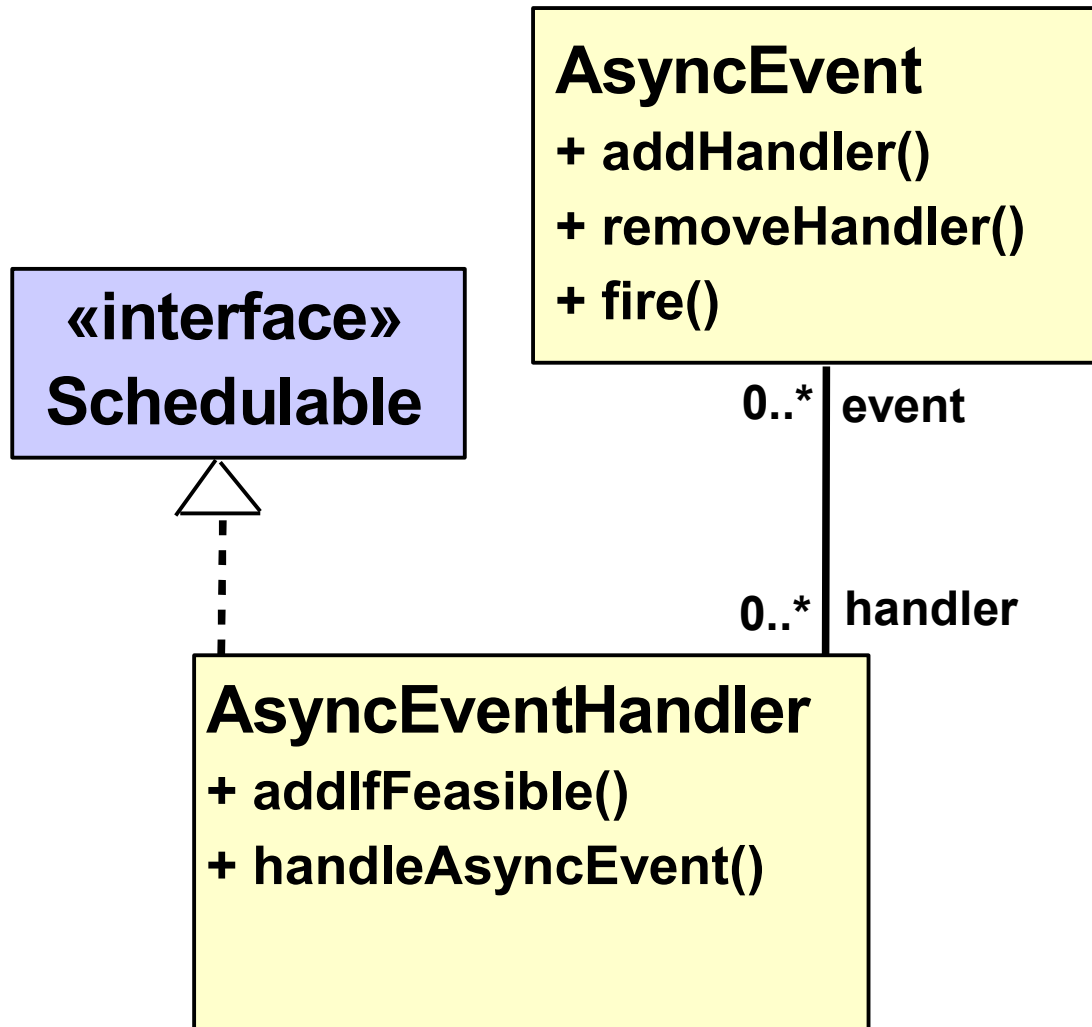 AsyncEvent
+ addHandler()
+ removeHandler()
+ fire()
«interface»
Schedulable
0..* event
0..* handler
AsyncEventHandler
+ addIfFeasible()
+ handleAsyncEvent()